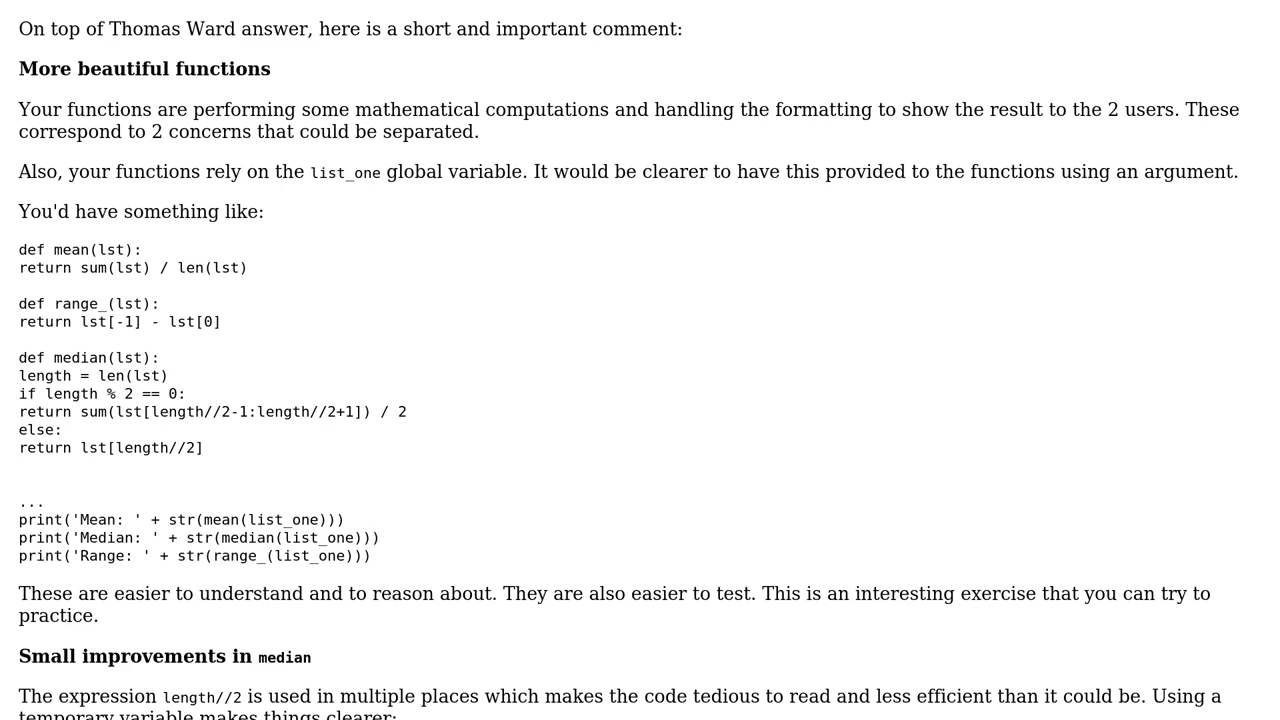 On top of Thomas Ward answer, here is a short and important comment:
More beautiful functions
Your functions are performing some mathematical computations and handling the formatting to show the result to the 2 users. These
correspond to 2 concerns that could be separated.
Also, your functions rely on the list_one global variable. It would be clearer to have this provided to the functions using an argument.
You'd have something like:
def mean(lst):
return sum(lst) / len(lst)
def range_(lst):
return lst[-1] - lst[0]
def median(lst):
length = len(lst)
if length % 2 == 0:
return sum(lst[length//2-1:length//2+1]) / 2
else:
return lst[length//2]
...
print('Mean: ' + str(mean(list_one)))
print('Median: ' + str(median(list_one)))
print('Range: ' + str(range_(list_one)))
These are easier to understand and to reason about. They are also easier to test. This is an interesting exercise that you can try to
practice.
Small improvements in median
The expression length//2 is used in multiple places which makes the code tedious to read and less efficient than it could be. Using a
temporary variable makes things clearer: